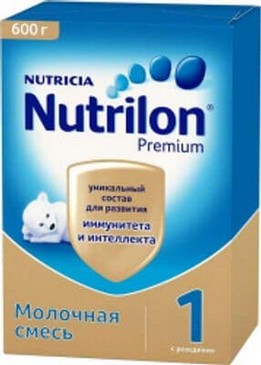 600 г
NUTRICIA
Nutrilon®
Premium
уникальный
состав
для развития
иммунитета
и интеллекта
Молочная
смесь
1
с рождения